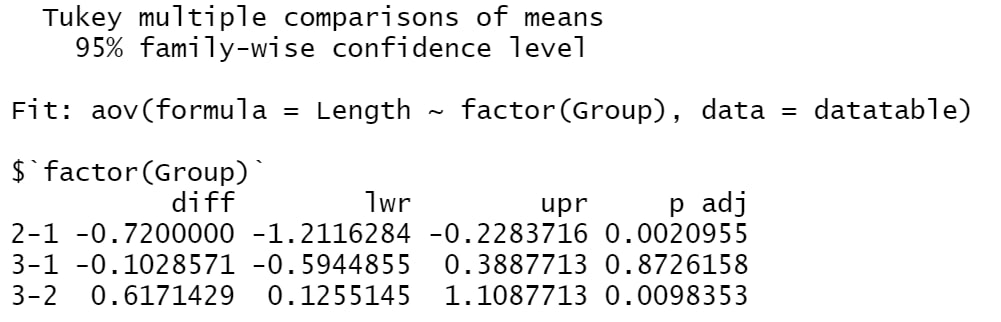 Tukey multiple comparisons of means
95% family-wise confidence level
Fit: aov(formula = Length ~ factor(Group), data = datatable)
$`factor(Group)`
diff lwr upr p adj
2-1 -0.7200000 -1.2116284 -0.2283716 0.0020955
3-1 -0.1028571 -0.5944855 0.3887713 0.8726158
3-2 0.6171429 0.1255145 1.1087713 0.0098353